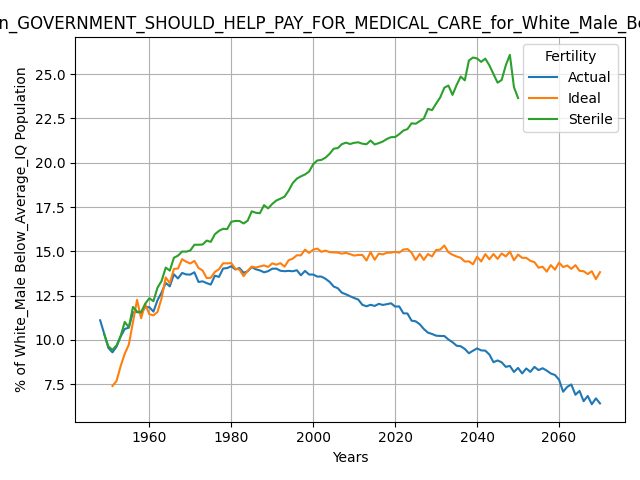 n_GOVERNMENT_SHOULD_HELP_PAY_FOR_MEDICAL_CARE_for_White_Male_Be
% of White_Male Below_Average_IQ Population
25.0
22.5
20.0
17.5
15.0
12.5
10.0
7.5
Fertility
Actual
Ideal
Sterile
1960
1980
2000
2020
2040
2060
Years